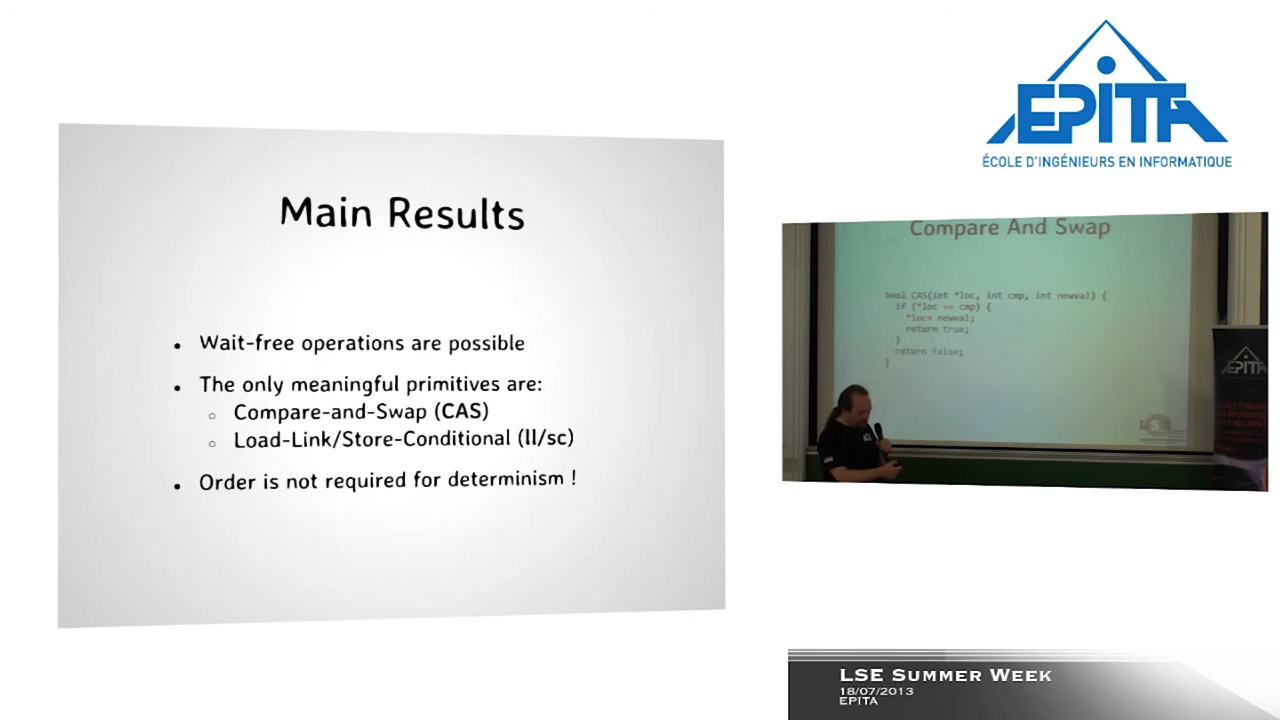 Main Results
• Wait-free operations are possible
• The only meaningful primitives are:
○ Compare-and-Swap (CAS)
○ Load-Link/Store-Conditional (ll/sc)
• Order is not required for determinism !
EPITA
ÉCOLE D'INGÉNIEURS EN INFORMATIQUE
Compare And Swap
bool CAS(int *loc, int cmp, int newval) {
if (*loc == cmp) {
*loc= newval;
return true;
}
return false;
}
EPITA
LSE Summer Week
18/07/2013
EPITA